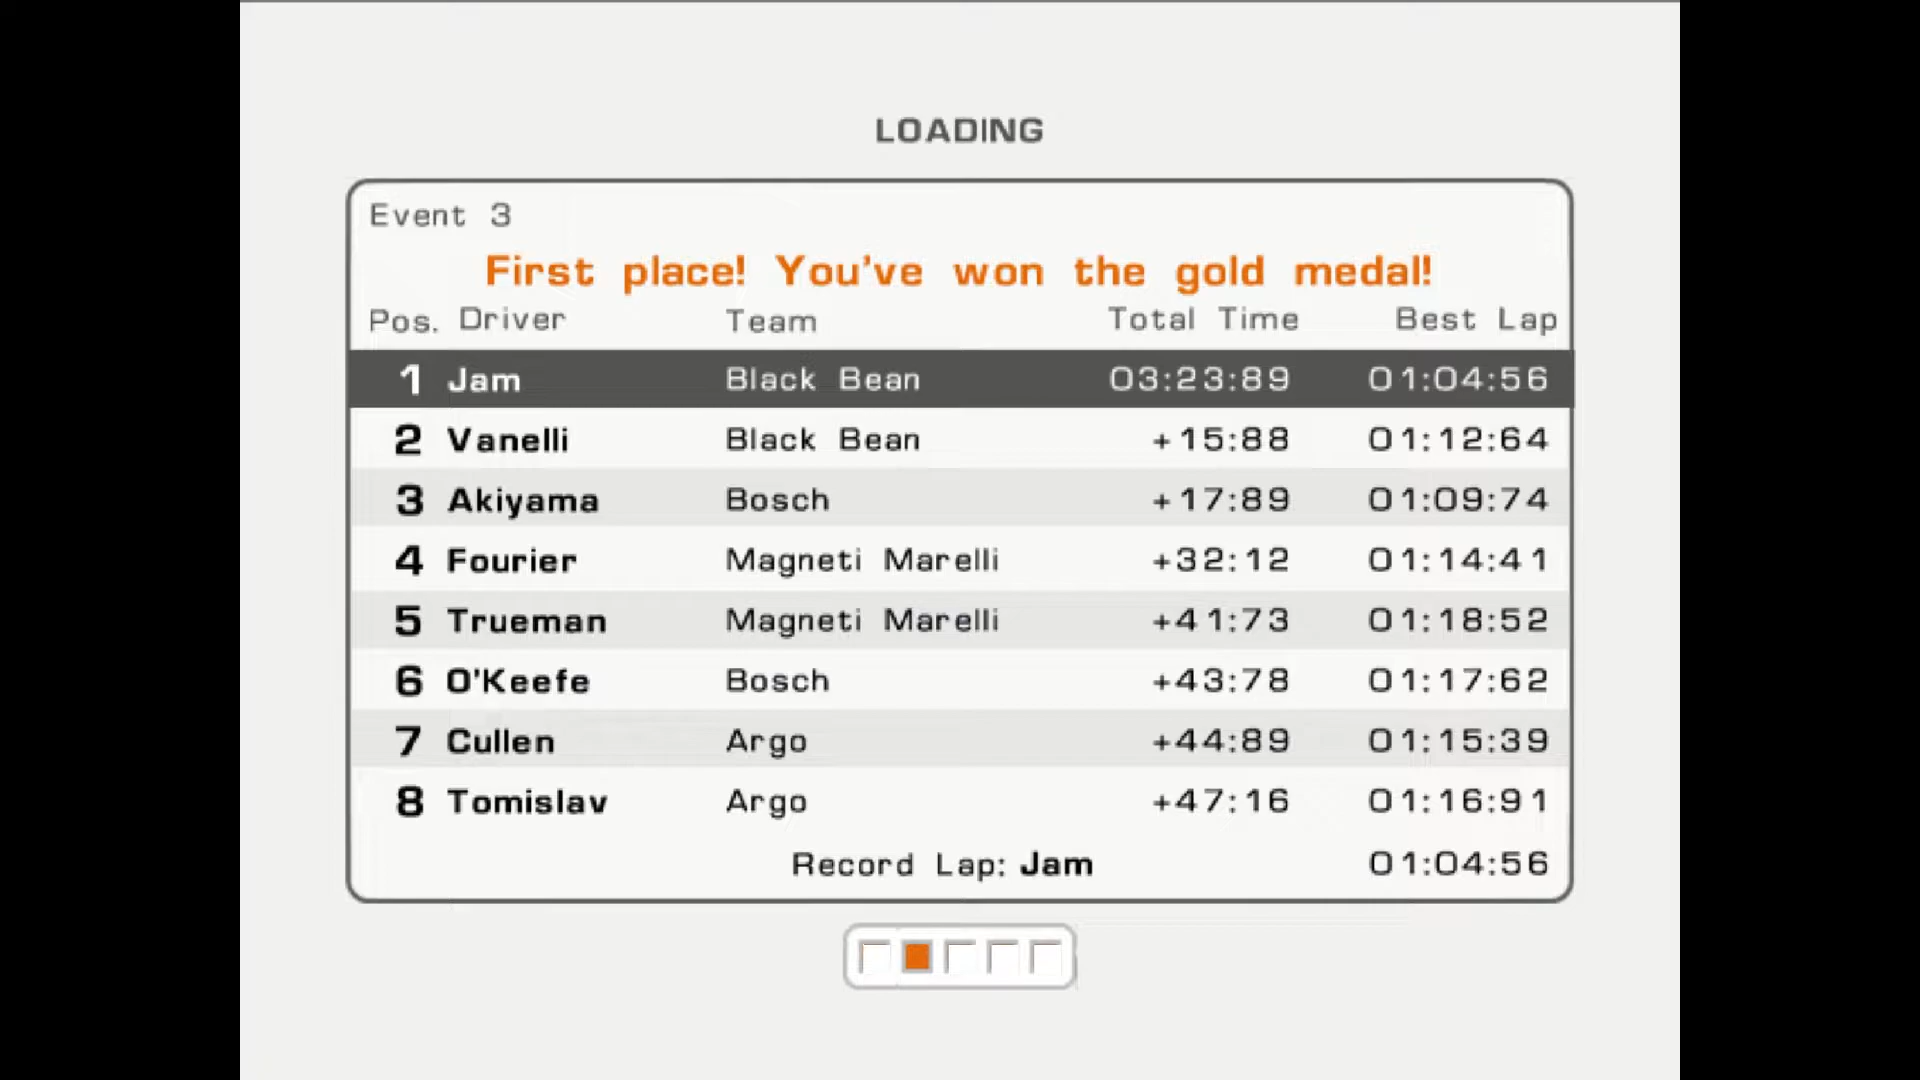 LOADING
Event 3
First place! You've won the gold medal!
Pos. Driver Team Total Time Best Lap
1 Jam Black Bean 03:23:89 01:04:56
2 Vanelli Black Bean +15:88 01:12:64
3 Akiyama Bosch +17:89 01:09:74
4 Fourier Magneti Marelli +32:12 01:14:41
5 Trueman Magneti Marelli +41:73 01:18:52
6 O'Keefe Bosch +43:78 01:17:62
7 Cullen Argo +44:89 01:15:39
8 Tomislav Argo +47:16 01:16:91
Record Lap: Jam 01:04:56